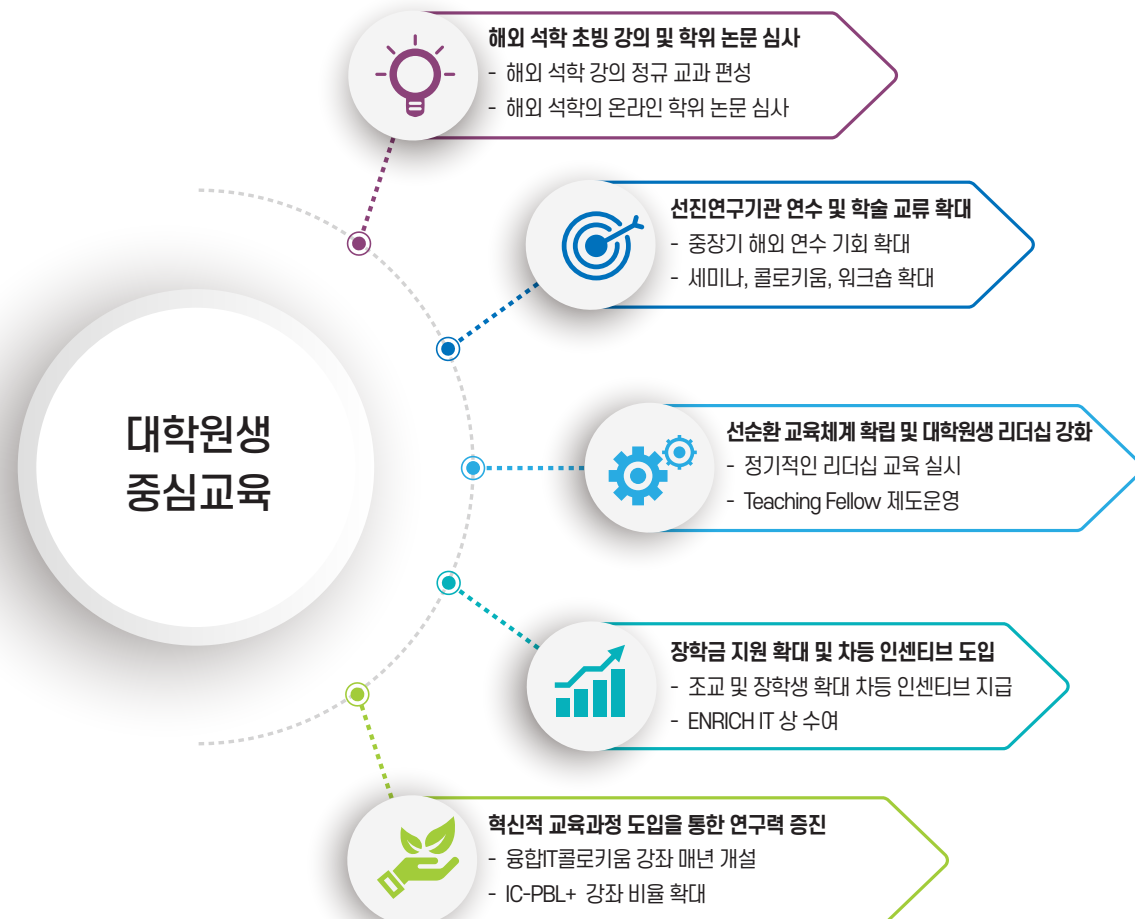 해외 석학 초빙 강의 및 학위 논문 심사
- 해외 석학 강의 정규 교과 편성
- 해외 석학의 온라인 학위 논문 심사
선진연구기관 연수 및 학술 교류 확대
- 중장기 해외 연수 기회 확대
- 세미나, 콜로키움, 워크숍 확대
대학원생
중심교육
선순환 교육체계 확립 및 대학원생 리더십 강화
- 정기적인 리더십 교육 실시
- Teaching Fellow 제도운영
장학금 지원 확대 및 차등 인센티브 도입
- 조교 및 장학생 확대 차등 인센티브 지급
- ENRICH IT 상 수여
혁신적 교육과정 도입을 통한 연구력 증진
- 융합IT콜로키움 강좌 매년 개설
- IC-PBL+ 강좌 비율 확대